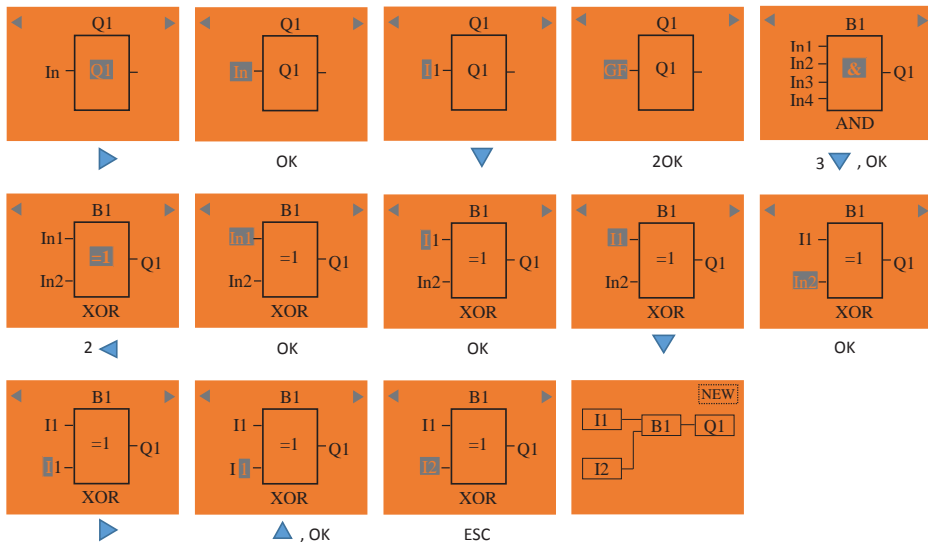 Q1
In Q1
Q1
In Q1
Q1
I1 Q1
Q1
GF Q1
B1
In1
In2
In3
In4
& Q1
AND
OK
2OK
3 , OK
B1
In1
=1
Q1
In2
XOR
B1
In1
=1
Q1
In2
XOR
B1
I1
=1
Q1
In2
XOR
B1
I1
=1
Q1
In2
XOR
B1
I1
=1
Q1
In2
XOR
2
OK
OK
OK
B1
I1
=1
Q1
I1
XOR
B1
I1
=1
Q1
I1
XOR
B1
I1
=1
Q1
I2
XOR
NEW
I1
B1 Q1
I2
, OK
ESC